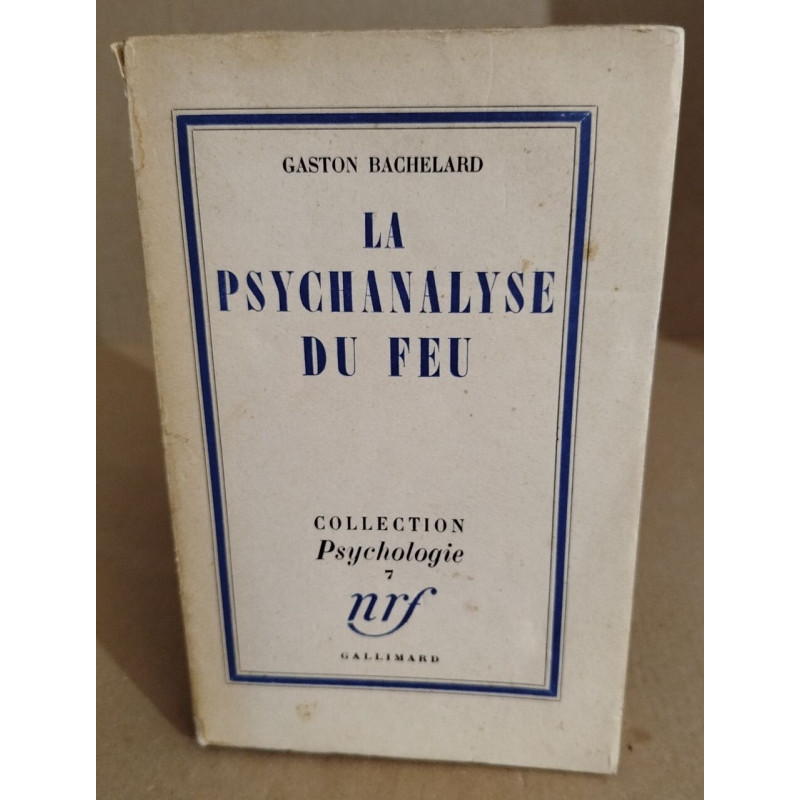 GASTON BACHELARD
LA
PSYCHANALYSE
DU FEU
COLLECTION
Psychologie
7
nrf
GALLIMARD